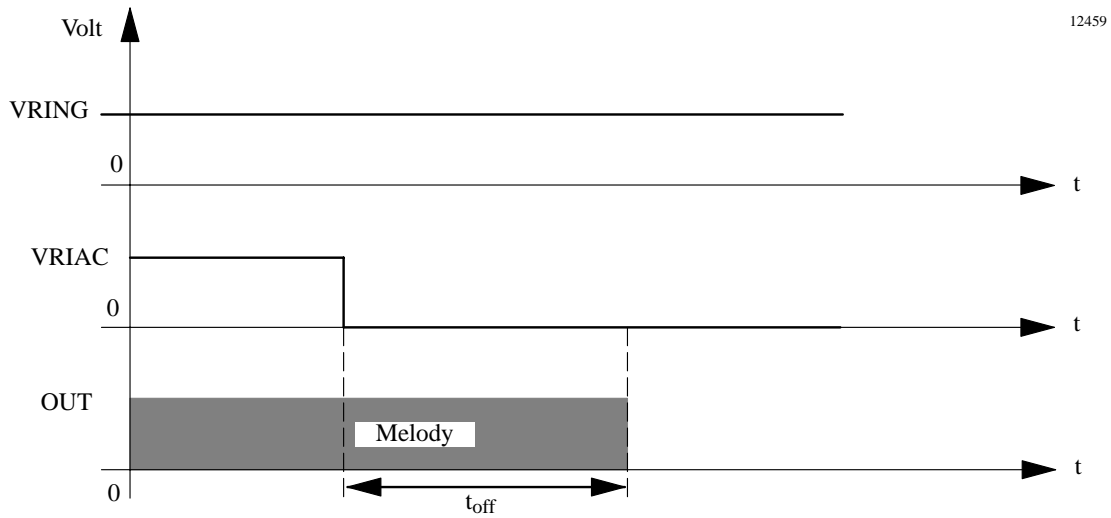 Volt
12459
VRING
0
t
VRIAC
0
t
OUT
Melody
t
0
toff